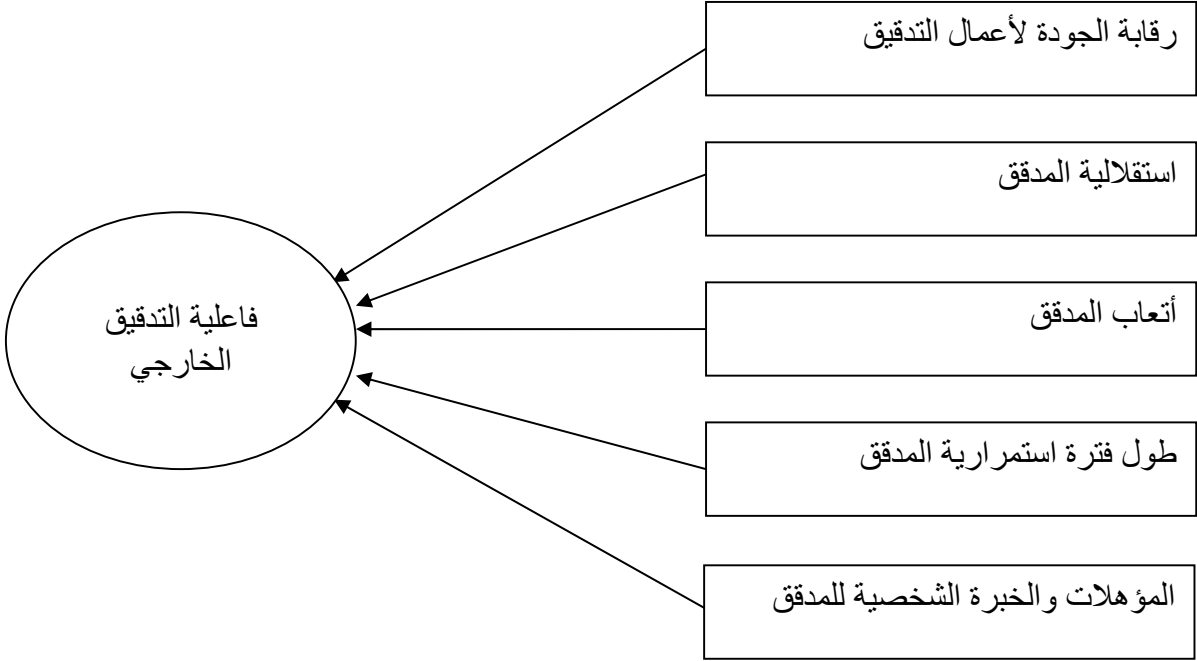 رقابة الجودة لأعمال التدقيق
استقلالية المدقق
أتعاب المدقق
طول فترة استمرارية المدقق
المؤهلات والخبرة الشخصية للمدقق
فاعلية التدقيق
الخارجي